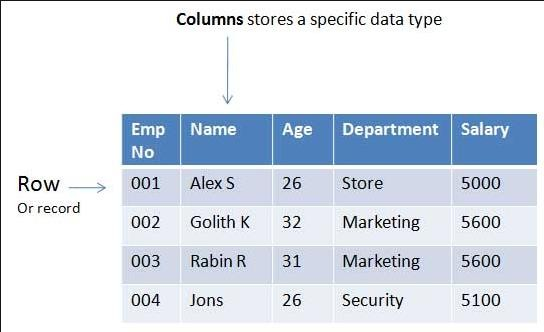 Columns stores a specific data type
Emp No Name Age Department Salary
Row
Or record
001 Alex S 26 Store 5000
002 Golith K 32 Marketing 5600
003 Rabin R 31 Marketing 5600
004 Jons 26 Security 5100